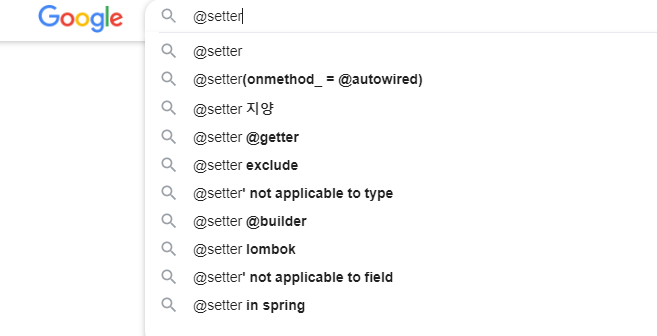 Google
@setter
@setter
@setter(onmethod_ = @autowired)
@setter 지양
@setter @getter
@setter exclude
@setter' not applicable to type
@setter @builder
@setter lombok
@setter' not applicable to field
@setter in spring